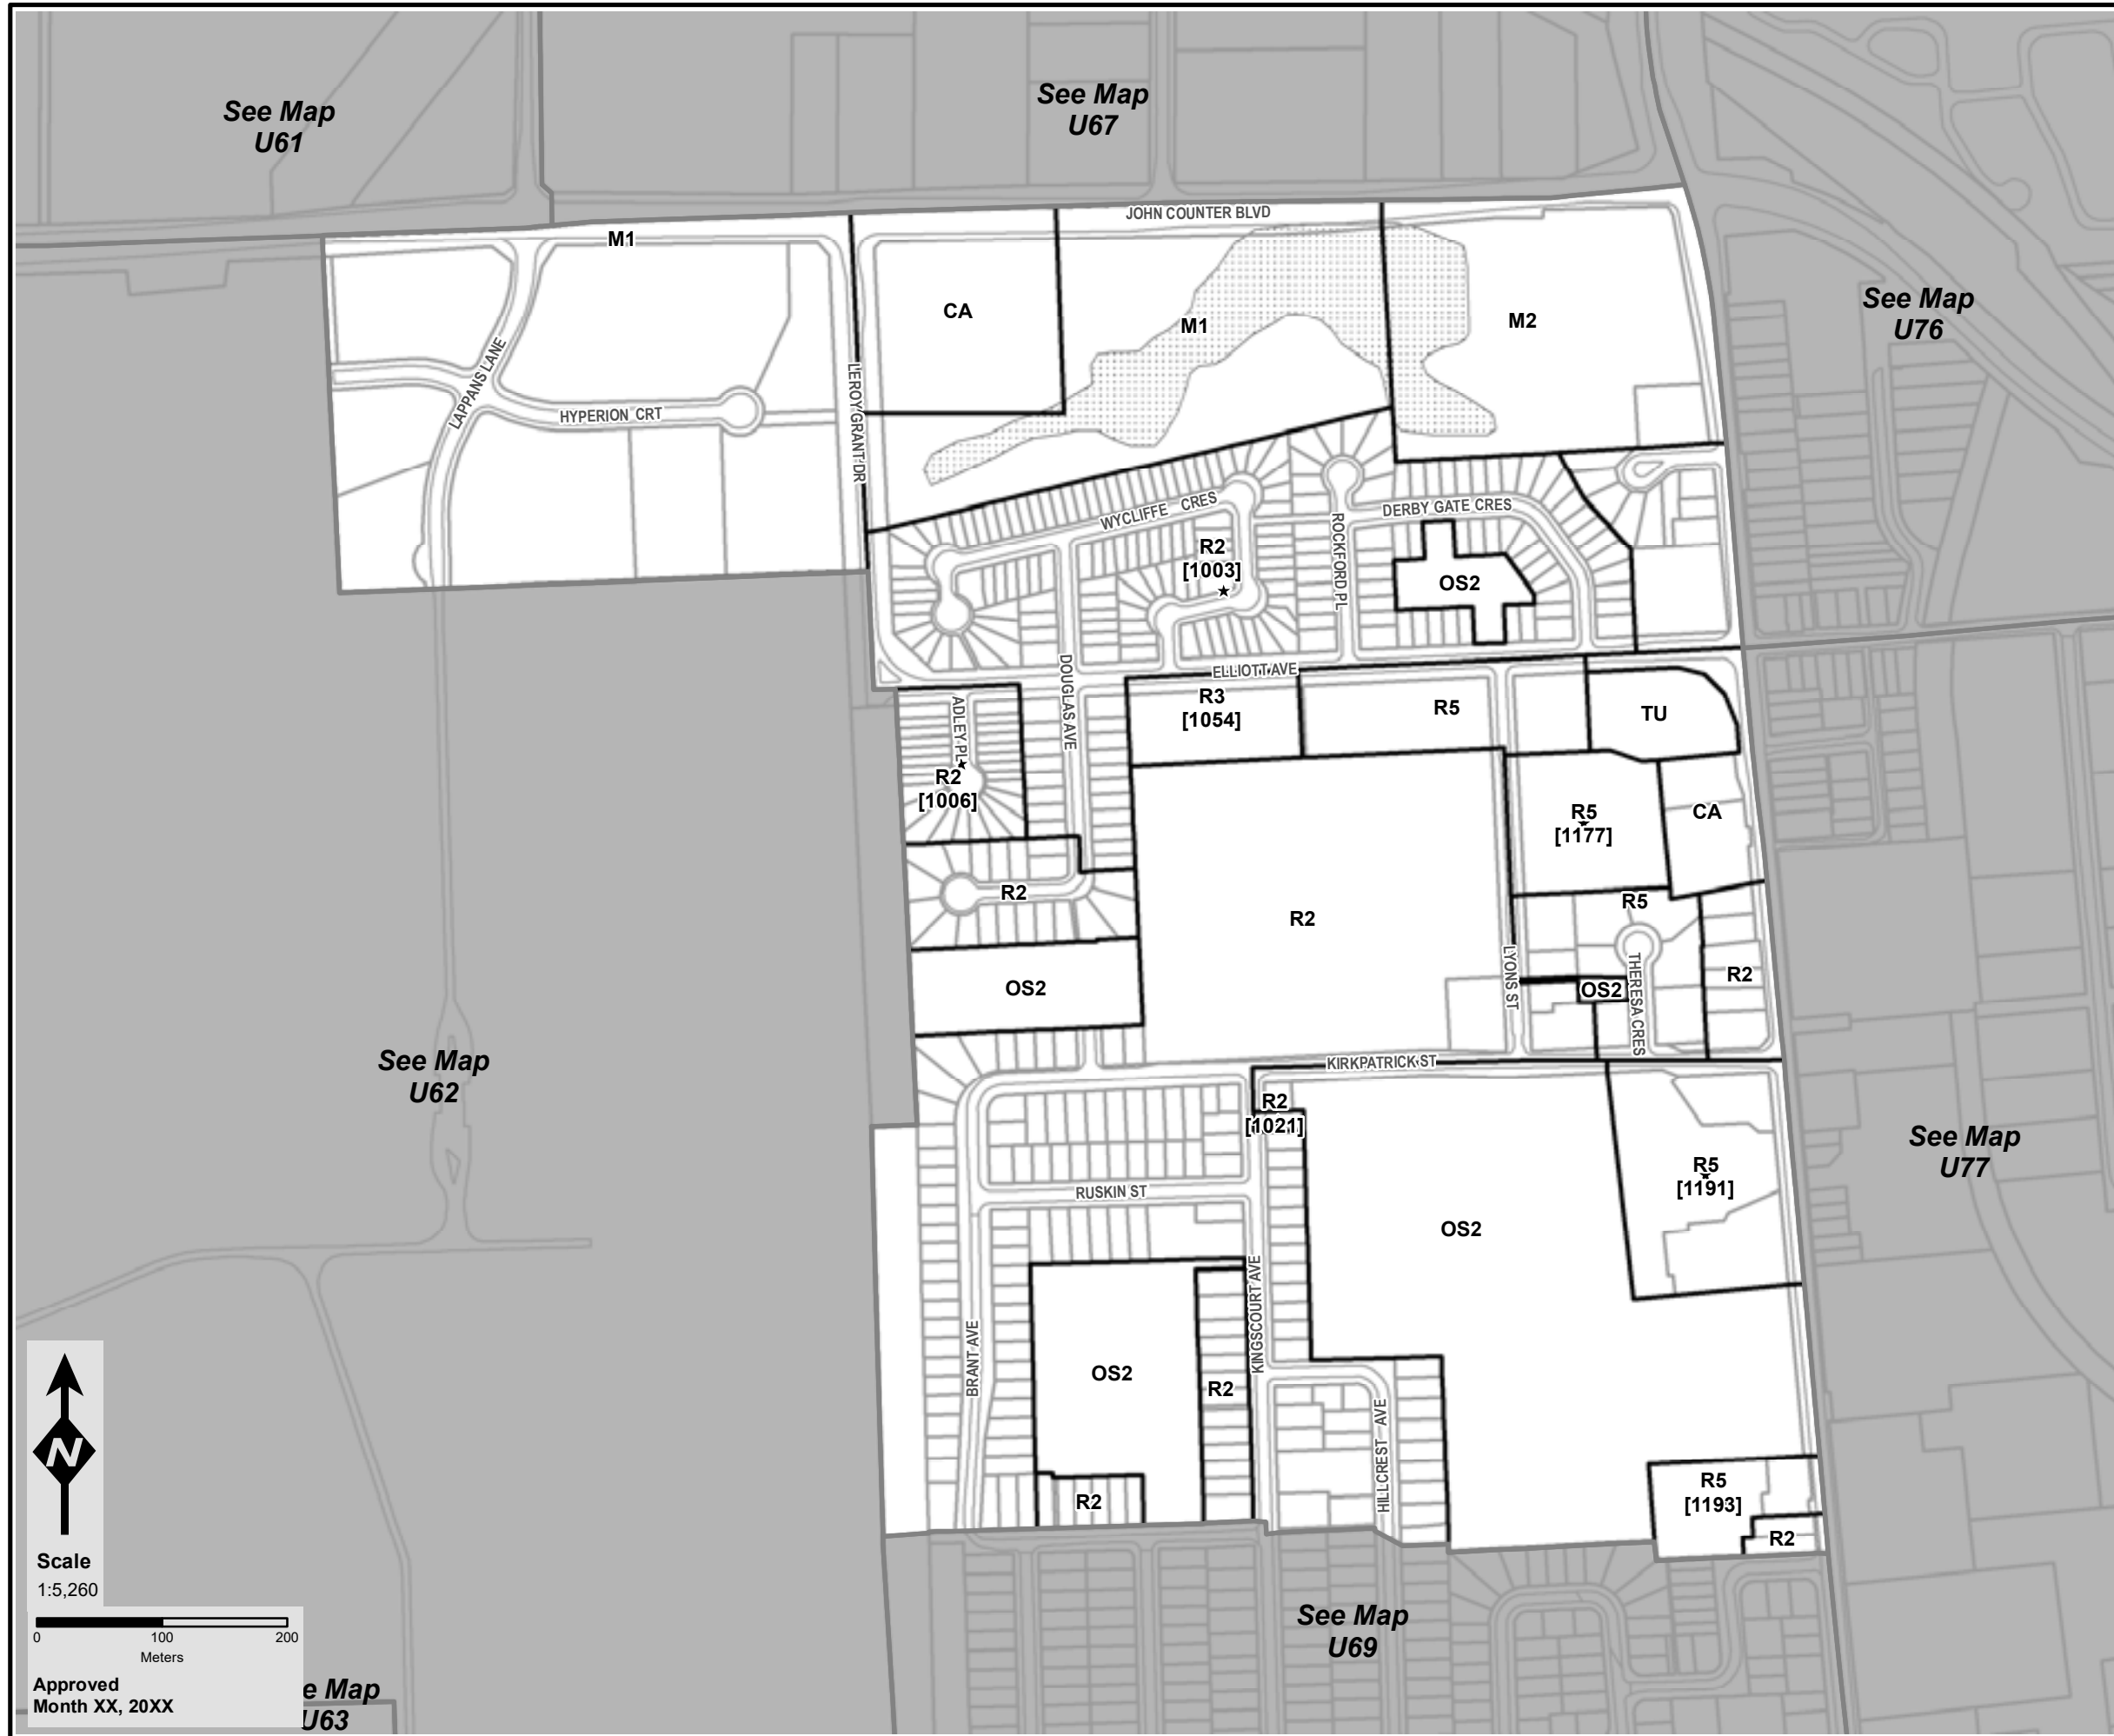 See Map
U61
See Map
U67
JOHN COUNTER BLVD
M1
See Map
U76
CA
M1
M2
LAPPANS LANE
HYPERION CRT
LEROY GRANT DR
WYCLIFFE CRES
DERBY GATE CRES
ROCKFORD PL
R2
[1003]
OS2
ELLIOTT AVE
DOUGLAS AVE
ADLEY PL
R3
[1054]
R5
TU
R2
[1006]
R5
[1177]
CA
R2
R2
R5
LYONS ST
THERESA CRES
R2
OS2
OS2
See Map
U62
KIRKPATRICK ST
R2
[1021]
See Map
U77
R5
[1191]
RUSKIN ST
OS2
KINGSCOURT AVE
BRANT AVE
OS2
R2
HILLCREST AVE
R2
R5
[1193]
R2
N
Scale
1:5,260
0 100 200
Meters
Approved
Month XX, 20XX
See Map
U69
e Map
U63